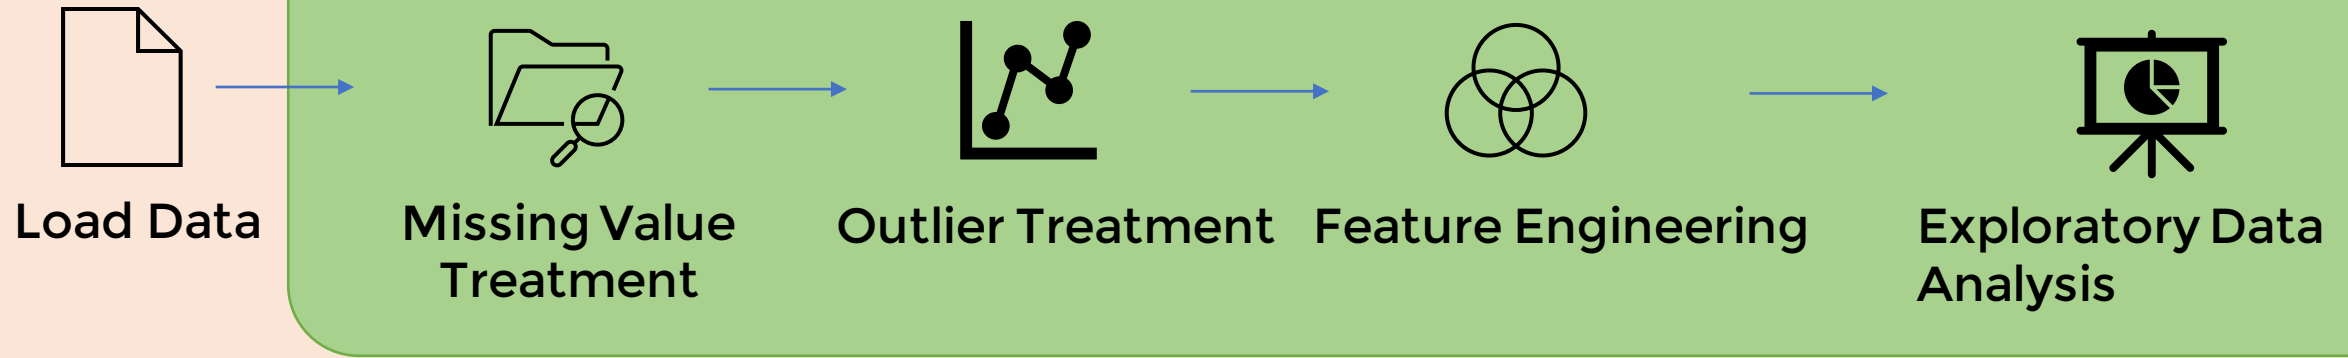 Load Data
Missing Value
Treatment
Outlier Treatment
Feature Engineering
Exploratory Data
Analysis